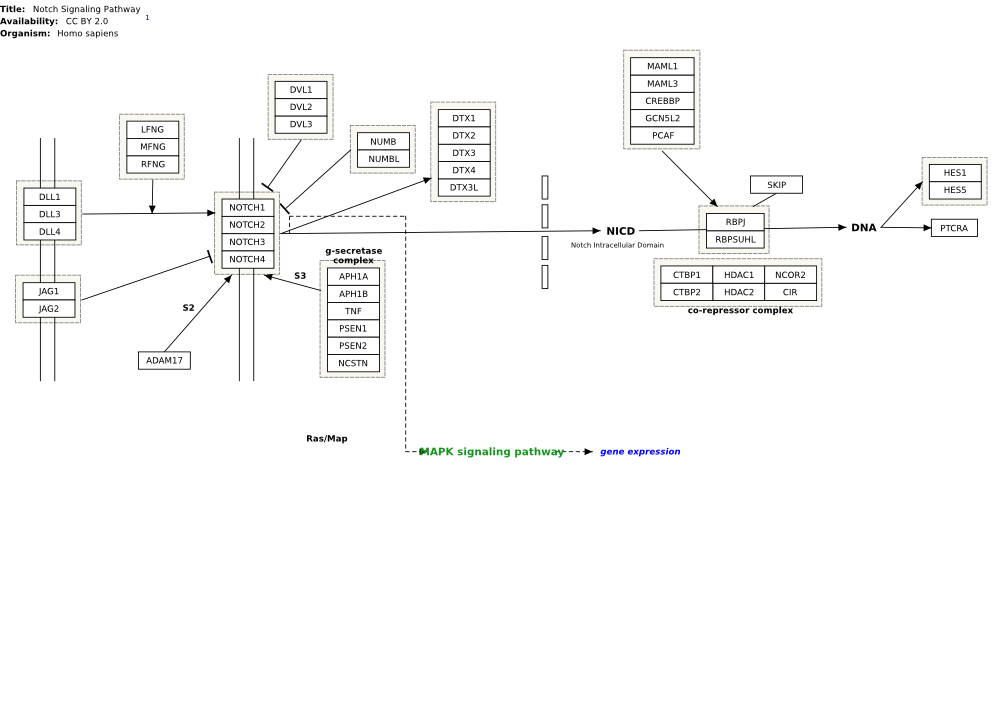 Title: Notch Signaling Pathway
Availability: CC BY 2.0
1
Organism: Homo sapiens
LFNG
MFNG
RFNG
DVL1
DVL2
DVL3
NUMB
NUMBL
DTX1
DTX2
DTX3
DTX4
DTX3L
MAML1
MAML3
CREBBP
GCN5L2
PCAF
SKIP
HES1
HES5
PTCRA
DLL1
DLL3
DLL4
NOTCH1
NOTCH2
NOTCH3
NOTCH4
NICD
Notch Intracellular Domain
RBPJ
RBPSUHL
DNA
JAG1
JAG2
S2
ADAM17
S3
g-secretase
complex
APH1A
APH1B
TNF
PSEN1
PSEN2
NCSTN
CTBP1 HDAC1 NCOR2
CTBP2 HDAC2 CIR
co-repressor complex
Ras/Map
MAPK signaling pathway
gene expression